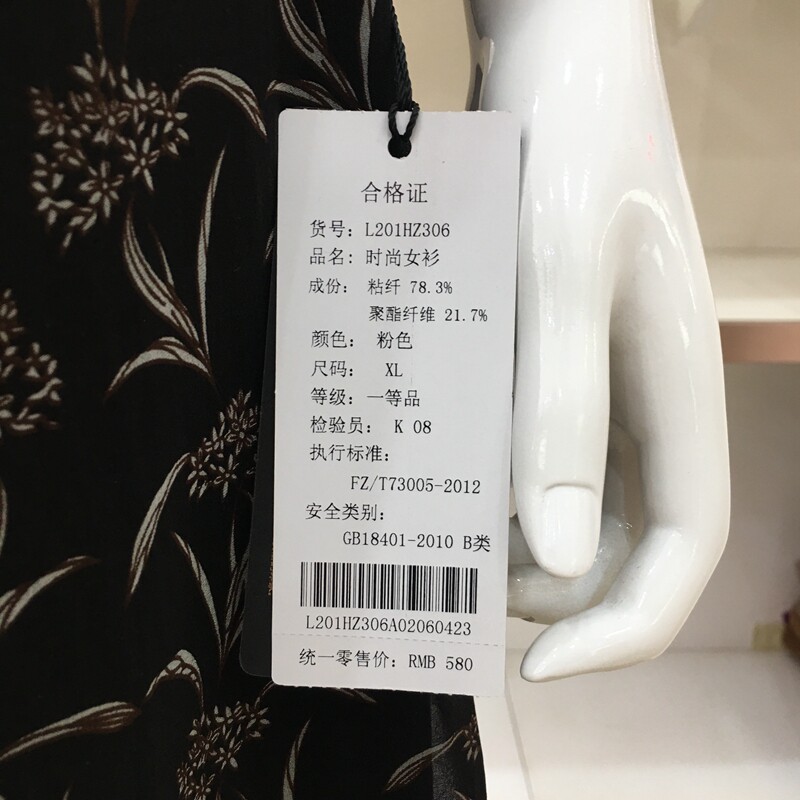 合格证
货号: L201HZ306
品名: 时尚女衫
成份: 粘纤 78.3%
聚酯纤维 21.7%
颜色: 粉色
尺码: XL
等级: 一等品
检验员: K 08
执行标准:
FZ/T73005-2012
安全类别:
GB18401-2010 B类
L201HZ306A02060423
统一零售价: RMB 580